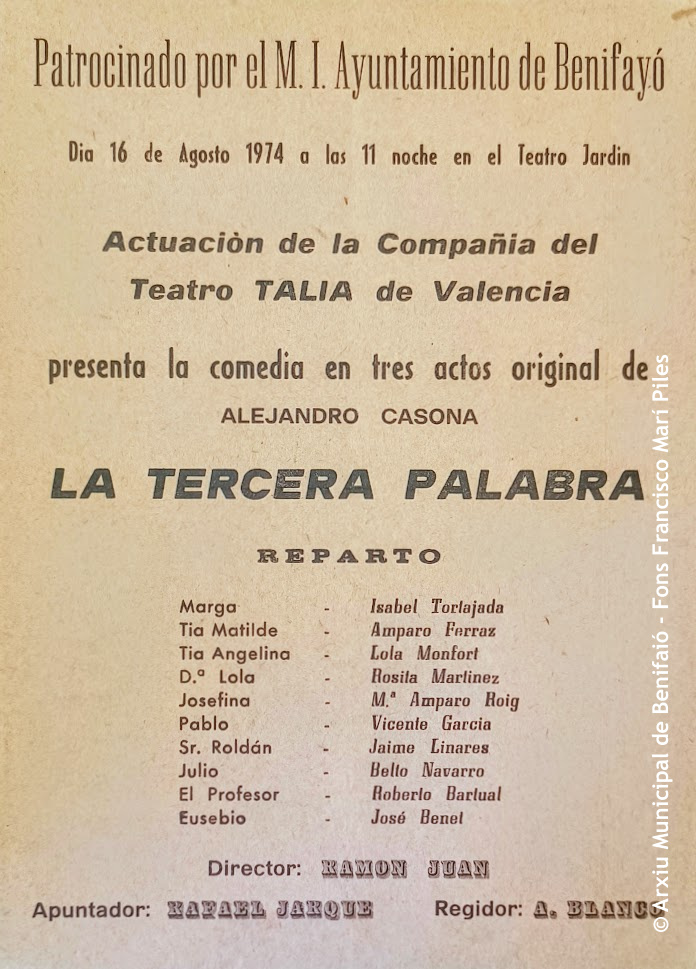 Patrocinado por el M. I. Ayuntamiento de Benifayó
Dia 16 de Agosto 1974 a las 11 noche en el Teatro Jardin
Actuaciòn de la Compañia del
Teatro TALIA de Valencia
presenta la comedia en tres actos original de
ALEJANDRO CASONA
LA TERCERA PALABRA
REPARTO
Marga - Isabel Tortajada
Tia Matilde - Amparo Ferraz
Tia Angelina - Lola Monfort
D.ª Lola - Rosita Martinez
Josefina - M.ª Amparo Roig
Pablo - Vicente Garcia
Sr. Roldán - Jaime Linares
Julio - Bello Navarro
El Profesor - Roberto Bartual
Eusebio - José Benet
Director: RAMON JUAN
Apuntador: RAFAEL JARQUE Regidor: A. BLANCO
© Arxiu Municipal de Benifaió - Fons Francisco Marí Piles